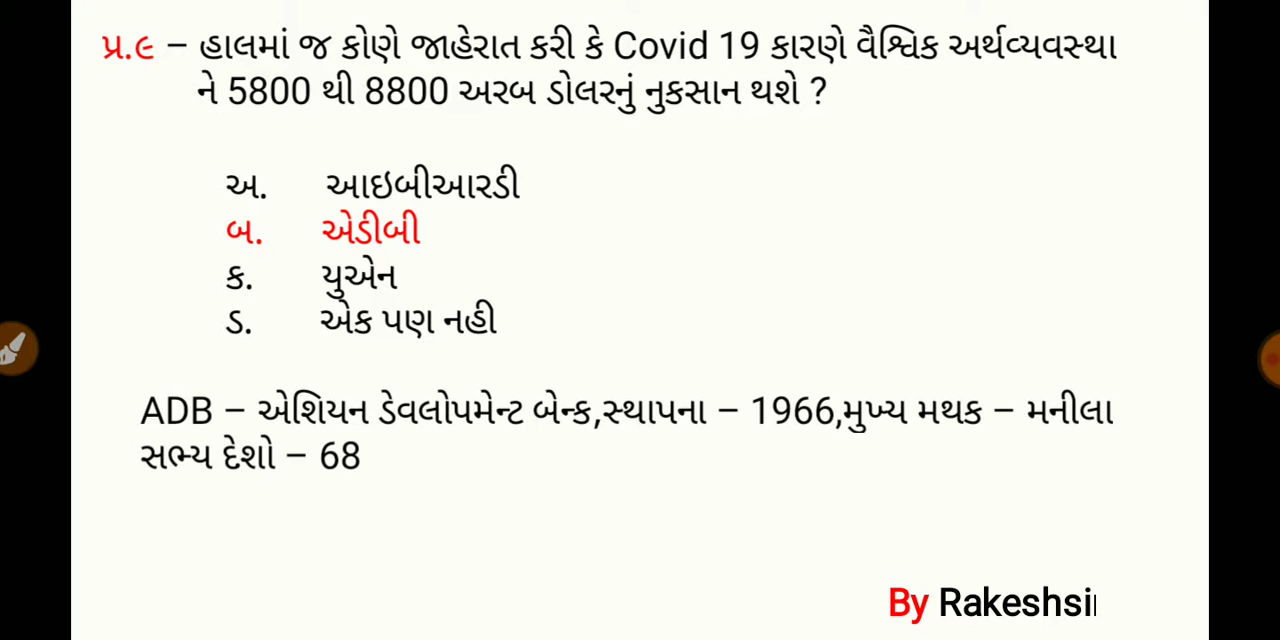 પ્ર.૯ – હાલમાં જ કોણે જાહેરાત કરી કે Covid 19 કારણે વૈશ્વિક અર્થવ્યવસ્થા
ને 5800 થી 8800 અરબ ડોલરનું નુકસાન થશે ?
અ. આઇબીઆરડી
બ. એડીબી
ક. યુએન
ડ. એક પણ નહી
ADB – એશિયન ડેવલોપમેન્ટ બેન્ક,સ્થાપના – 1966,મુખ્ય મથક – મનીલા
સભ્ય દેશો – 68
By